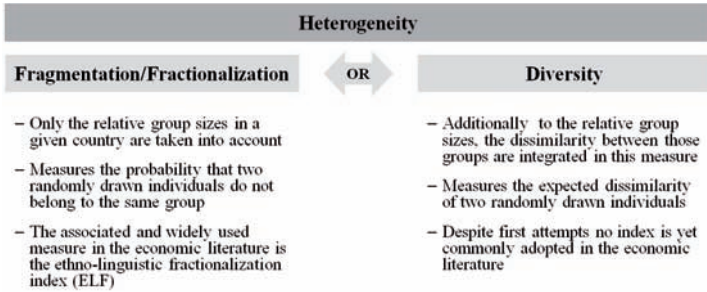 Heterogeneity
Fragmentation/Fractionalization
OR
Diversity
– Only the relative group sizes in a
given country are taken into account
– Measures the probability that two
randomly drawn individuals do not
belong to the same group
– The associated and widely used
measure in the economic literature is
the ethno-linguistic fractionalization
index (ELF)
– Additionally to the relative group
sizes, the dissimilarity between those
groups are integrated in this measure
– Measures the expected dissimilarity
of two randomly drawn individuals
– Despite first attempts no index is yet
commonly adopted in the economic
literature